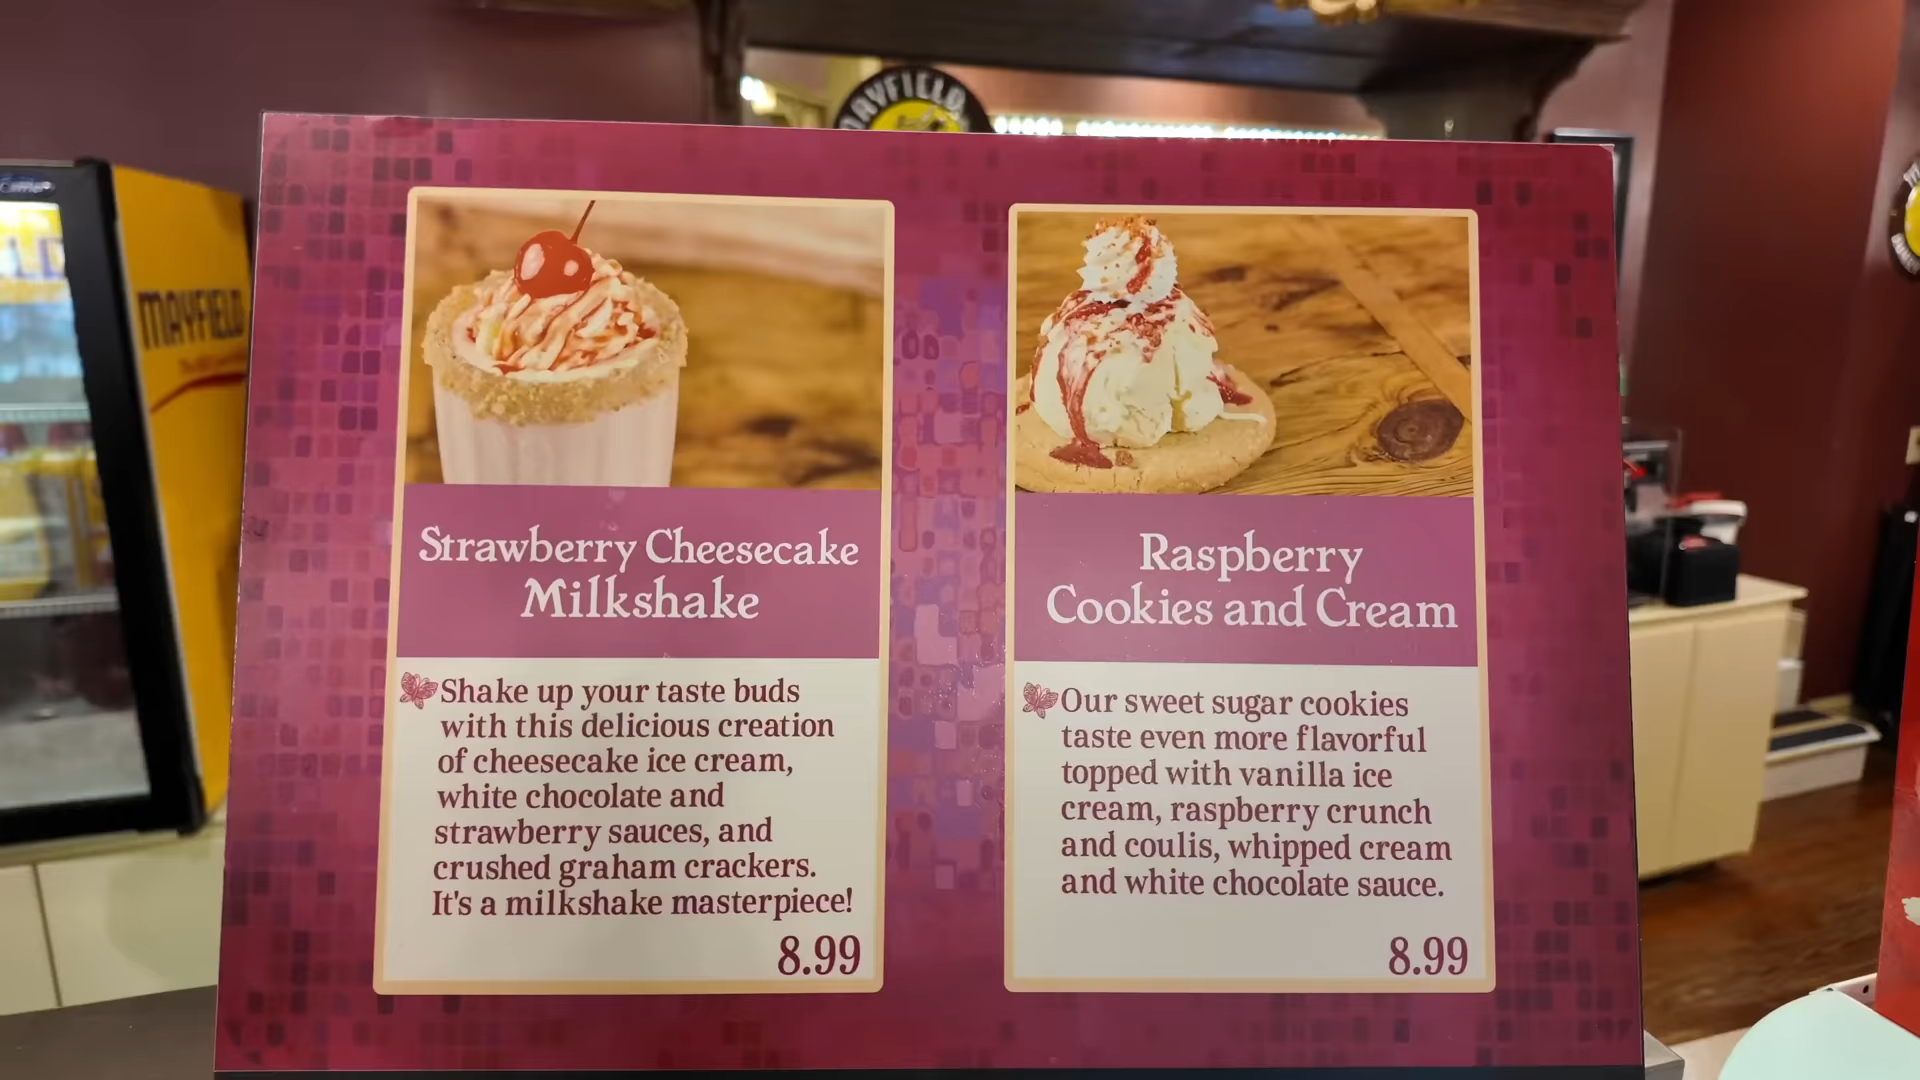 MAYFIELD
MAYFIELD
Strawberry Cheesecake
Milkshake
Shake up your taste buds
with this delicious creation
of cheesecake ice cream,
white chocolate and
strawberry sauces, and
crushed graham crackers.
It's a milkshake masterpiece!
8.99
Raspberry
Cookies and Cream
Our sweet sugar cookies
taste even more flavorful
topped with vanilla ice
cream, raspberry crunch
and coulis, whipped cream
and white chocolate sauce.
8.99